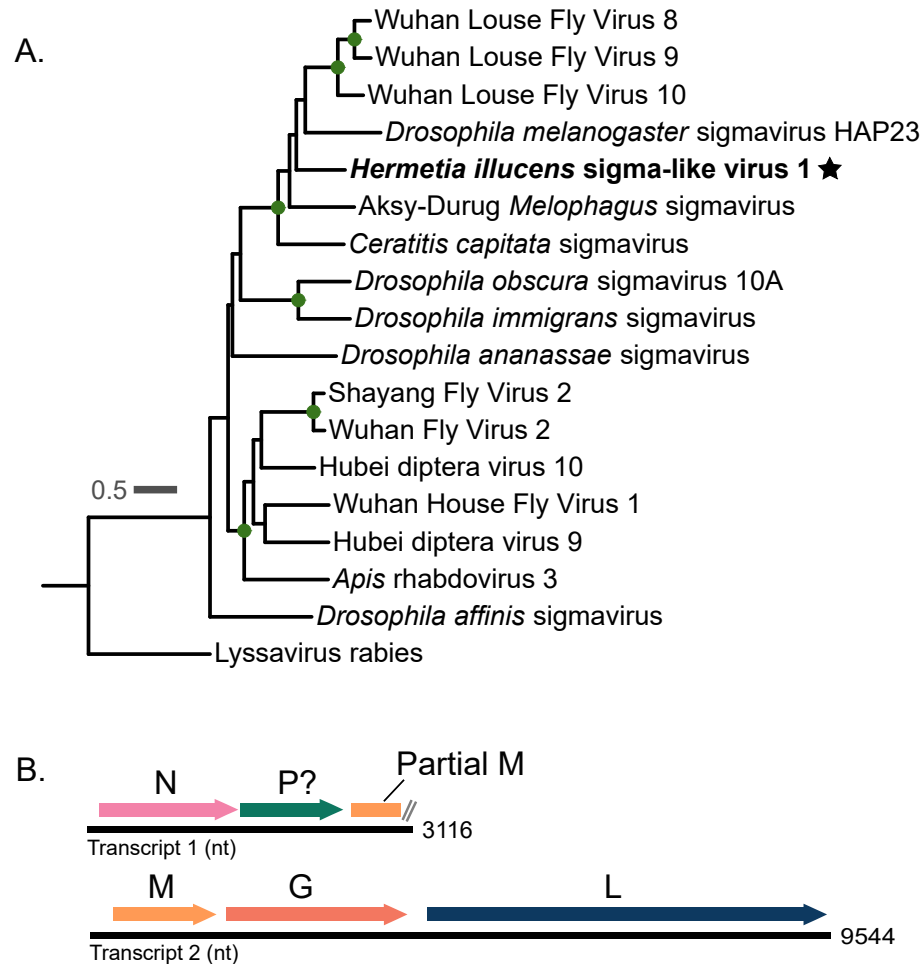 A.
Wuhan Louse Fly Virus 8
Wuhan Louse Fly Virus 9
Wuhan Louse Fly Virus 10
Drosophila melanogaster sigmavirus HAP23
Hermetia illucens sigma-like virus 1
Aksy-Durug Melophagus sigmavirus
Ceratitis capitata sigmavirus
Drosophila obscura sigmavirus 10A
Drosophila immigrans sigmavirus
Drosophila ananassae sigmavirus
Shayang Fly Virus 2
Wuhan Fly Virus 2
Hubei diptera virus 10
0.5
Wuhan House Fly Virus 1
Hubei diptera virus 9
Apis rhabdovirus 3
Drosophila affinis sigmavirus
Lyssavirus rabies
B.
N P? Partial M
3116
Transcript 1 (nt)
M G L
9544
Transcript 2 (nt)